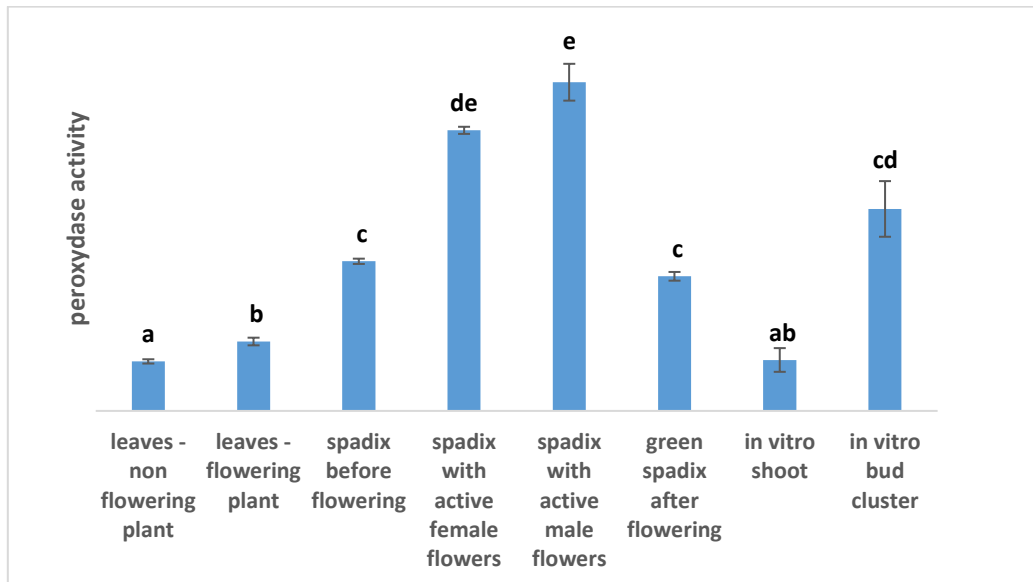 peroxydase activity
a
b
c
de
e
c
ab
cd
leaves -
non
flowering
plant
leaves -
flowering
plant
spadix
before
flowering
spadix
with
active
female
flowers
spadix
with
active
male
flowers
green
spadix
after
flowering
in vitro
shoot
in vitro
bud
cluster